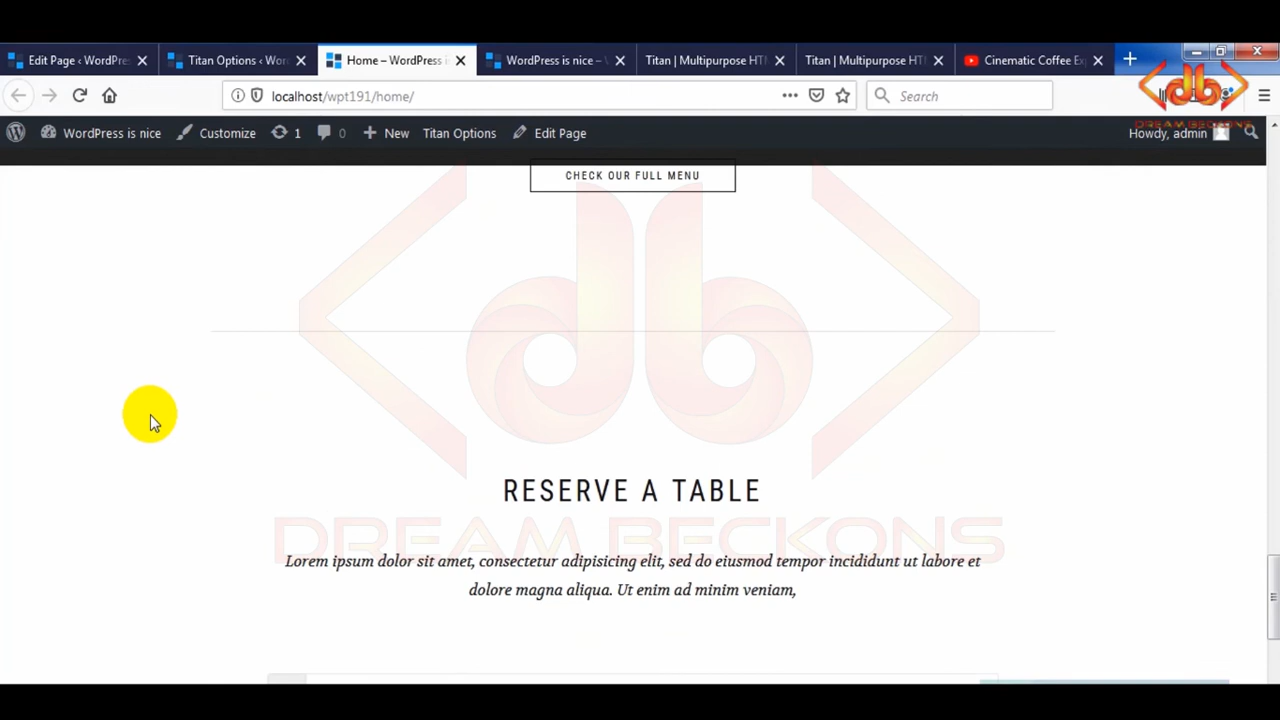 Edit Page ‹ WordPre
Titan Options ‹ Wor
Home – WordPress i
WordPress is nice –
Titan | Multipurpose HT
Titan | Multipurpose HT
Cinematic Coffee Ex
localhost/wpt191/home/
Search
WordPress is nice
Customize
1
0
New
Titan Options
Edit Page
Howdy, admin
DREAM BECKONS
CHECK OUR FULL MENU
RESERVE A TABLE
DREAM BECKONS
Lorem ipsum dolor sit amet, consectetur adipisicing elit, sed do eiusmod tempor incididunt ut labore et
dolore magna aliqua. Ut enim ad minim veniam,